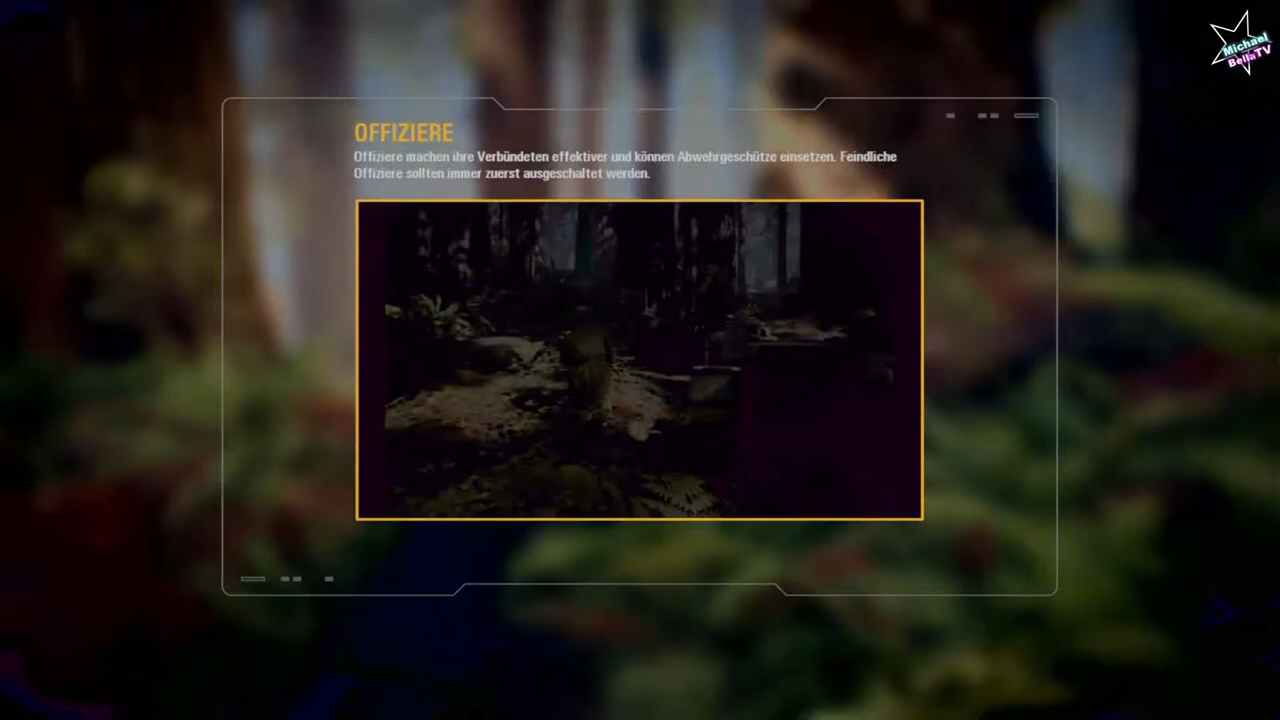 Michael
BellaTV
OFFIZIERE
Offiziere machen ihre Verbündeten effektiver und können Abwehrgeschütze einsetzen. Feindliche
Offiziere sollten immer zuerst ausgeschaltet werden.